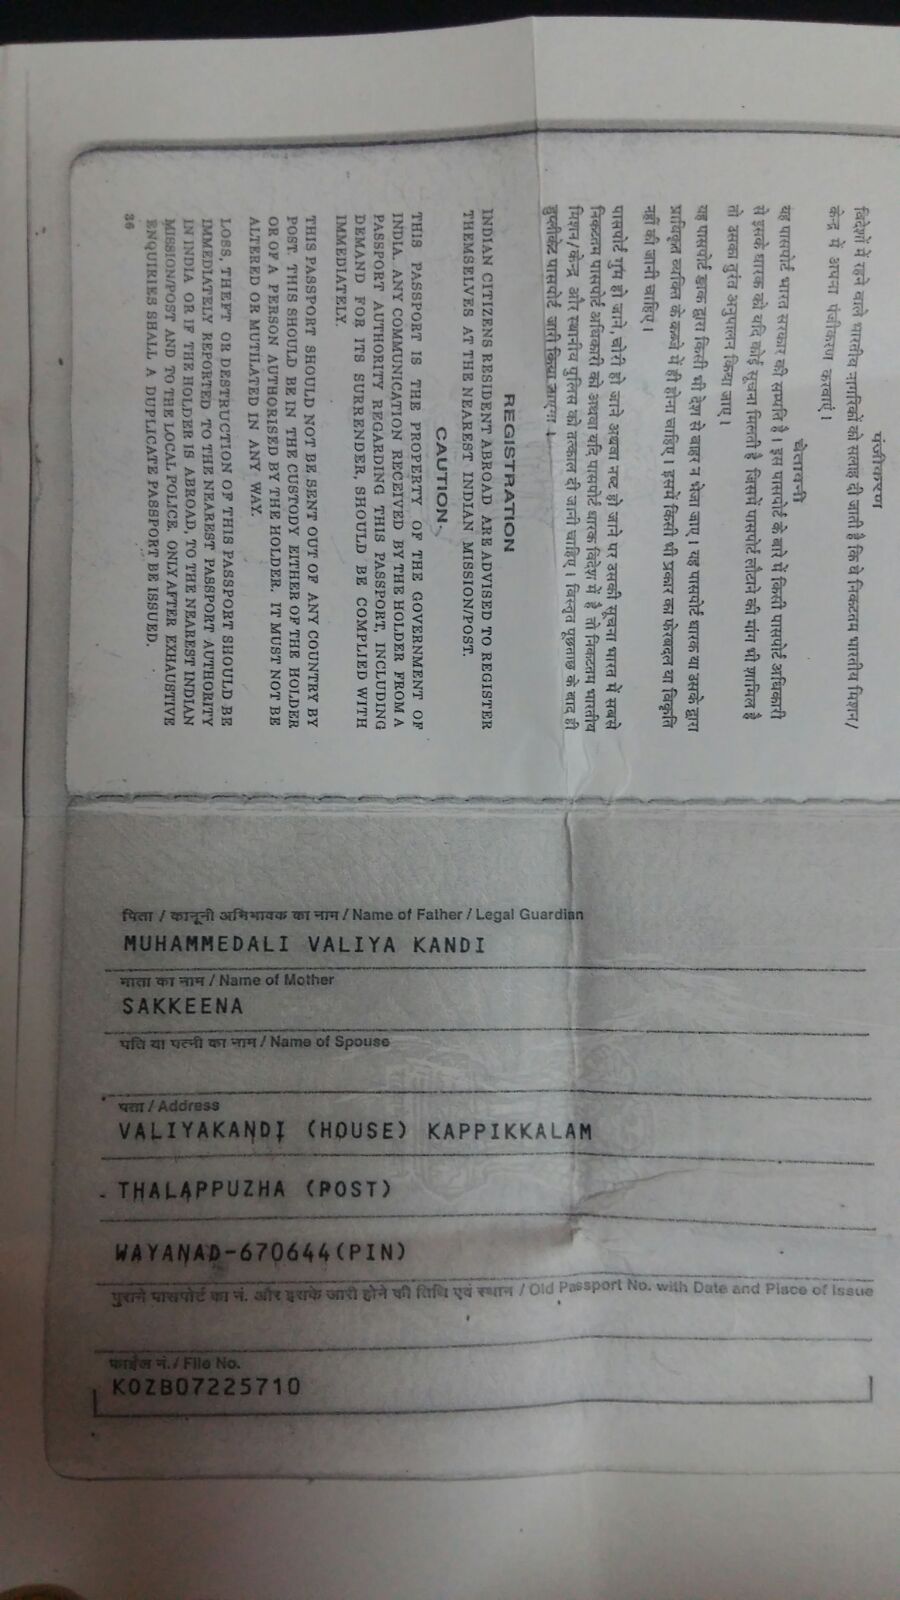 पंजीकरण
विदेशों में रहने वाले भारतीय नागरिकों को सलाह दी जाती है कि वे निकटतम भारतीय मिशन/
केन्द्र में अपना पंजीकरण करवाएं।
चेतावनी
यह पासपोर्ट भारत सरकार की सम्पत्ति है। इस पासपोर्ट के बारे में किसी पासपोर्ट अधिकारी
से इसके धारक को यदि कोई सूचना मिलती है जिसमें पासपोर्ट लौटाने की मांग भी शामिल है
तो उसका तुरंत अनुपालन किया जाए।
यह पासपोर्ट डाक द्वारा किसी भी देश से बाहर न भेजा जाए। यह पासपोर्ट धारक या उसके द्वारा
प्राधिकृत व्यक्ति के कब्जे में ही होना चाहिए। इसमें किसी भी प्रकार का फेरबदल या विकृति
नहीं की जानी चाहिए।
पासपोर्ट गुम हो जाने, चोरी हो जाने अथवा नष्ट हो जाने पर उसकी सूचना भारत में सबसे
निकटतम पासपोर्ट अधिकारी को अथवा यदि पासपोर्ट धारक विदेश में है तो निकटतम भारतीय
मिशन/केन्द्र और स्थानीय पुलिस को तत्काल दी जानी चाहिए। विस्तृत पूछताछ के बाद ही
डुप्लीकेट पासपोर्ट जारी किया जाएगा।
REGISTRATION
INDIAN CITIZENS RESIDENT ABROAD ARE ADVISED TO REGISTER
THEMSELVES AT THE NEAREST INDIAN MISSION/POST.
CAUTION
THIS PASSPORT IS THE PROPERTY OF THE GOVERNMENT OF
INDIA. ANY COMMUNICATION RECEIVED BY THE HOLDER FROM A
PASSPORT AUTHORITY REGARDING THIS PASSPORT, INCLUDING
DEMAND FOR ITS SURRENDER, SHOULD BE COMPLIED WITH
IMMEDIATELY.
THIS PASSPORT SHOULD NOT BE SENT OUT OF ANY COUNTRY BY
POST. THIS SHOULD BE IN THE CUSTODY EITHER OF THE HOLDER
OR OF A PERSON AUTHORISED BY THE HOLDER. IT MUST NOT BE
ALTERED OR MUTILATED IN ANY WAY.
LOSS, THEFT OR DESTRUCTION OF THIS PASSPORT SHOULD BE
IMMEDIATELY REPORTED TO THE NEAREST PASSPORT AUTHORITY
IN INDIA OR IF THE HOLDER IS ABROAD, TO THE NEAREST INDIAN
MISSION/POST AND TO THE LOCAL POLICE. ONLY AFTER EXHAUSTIVE
ENQUIRIES SHALL A DUPLICATE PASSPORT BE ISSUED.
36
पिता / कानूनी अभिभावक का नाम / Name of Father / Legal Guardian
MUHAMMEDALI VALIYA KANDI
माता का नाम / Name of Mother
SAKKEENA
पति या पत्नी का नाम / Name of Spouse
पता / Address
VALIYAKANDI (HOUSE) KAPPIKKALAM
THALAPPUZHA (POST)
WAYANAD-670644(PIN)
पुराने पासपोर्ट का नं. और इसके जारी होने की तिथि एवं स्थान / Old Passport No. with Date and Place of Issue
फाईल नं. / File No.
KOZB07225710